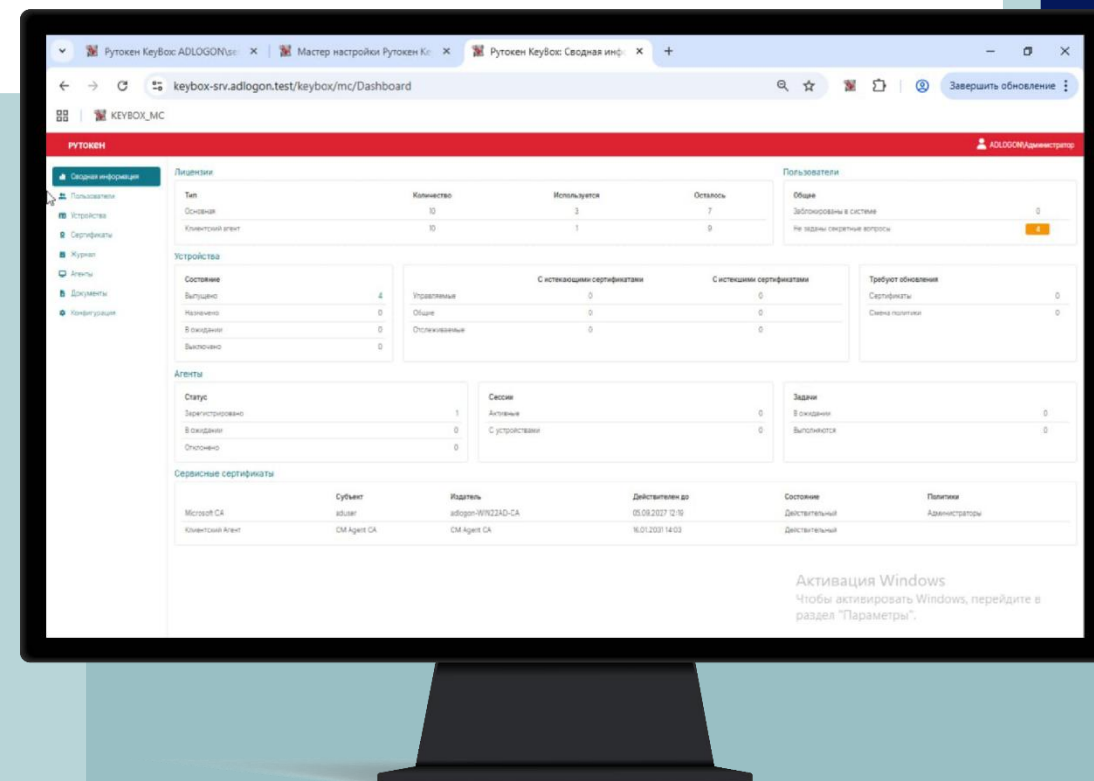 Рутокен KeyBox: ADLOGON\se
Мастер настройки Рутокен Ke
Рутокен KeyBox: Сводная инф
keybox-srv.adlogon.test/keybox/mc/Dashboard
Завершить обновление
KEYBOX_MC
РУТОКЕН
ADLOGON\Администратор
Сводная информация
Пользователи
Устройства
Сертификаты
Журнал
Агенты
Документы
Конфигурация
Лицензии
Тип Количество Используется Осталось
Основная 10 3 7
Клиентский агент 10 1 9
Пользователи
Общие
Заблокированы в системе 0
Не заданы секретные вопросы 4
Устройства
Состояние
Выпущено 4
Назначено 0
В ожидании 0
Выключено 0
С истекающими сертификатами С истекшими сертификатами
Управляемые 0 0
Общие 0 0
Отслеживаемые 0 0
Требуют обновления
Сертификаты 0
Смена политики 0
Агенты
Статус
Зарегистрировано 1
В ожидании 0
Отклонено 0
Сессии
Активные 0
С устройствами 0
Задачи
В ожидании 0
Выполняются 0
Сервисные сертификаты
Субъект Издатель Действителен до Состояние Политики
Microsoft CA aduser adlogon-WIN22AD-CA 05.09.2027 12:19 Действительный Администраторы
Клиентский Агент CM Agent CA CM Agent CA 16.01.2031 14:03 Действительный
Активация Windows
Чтобы активировать Windows, перейдите в
раздел "Параметры".